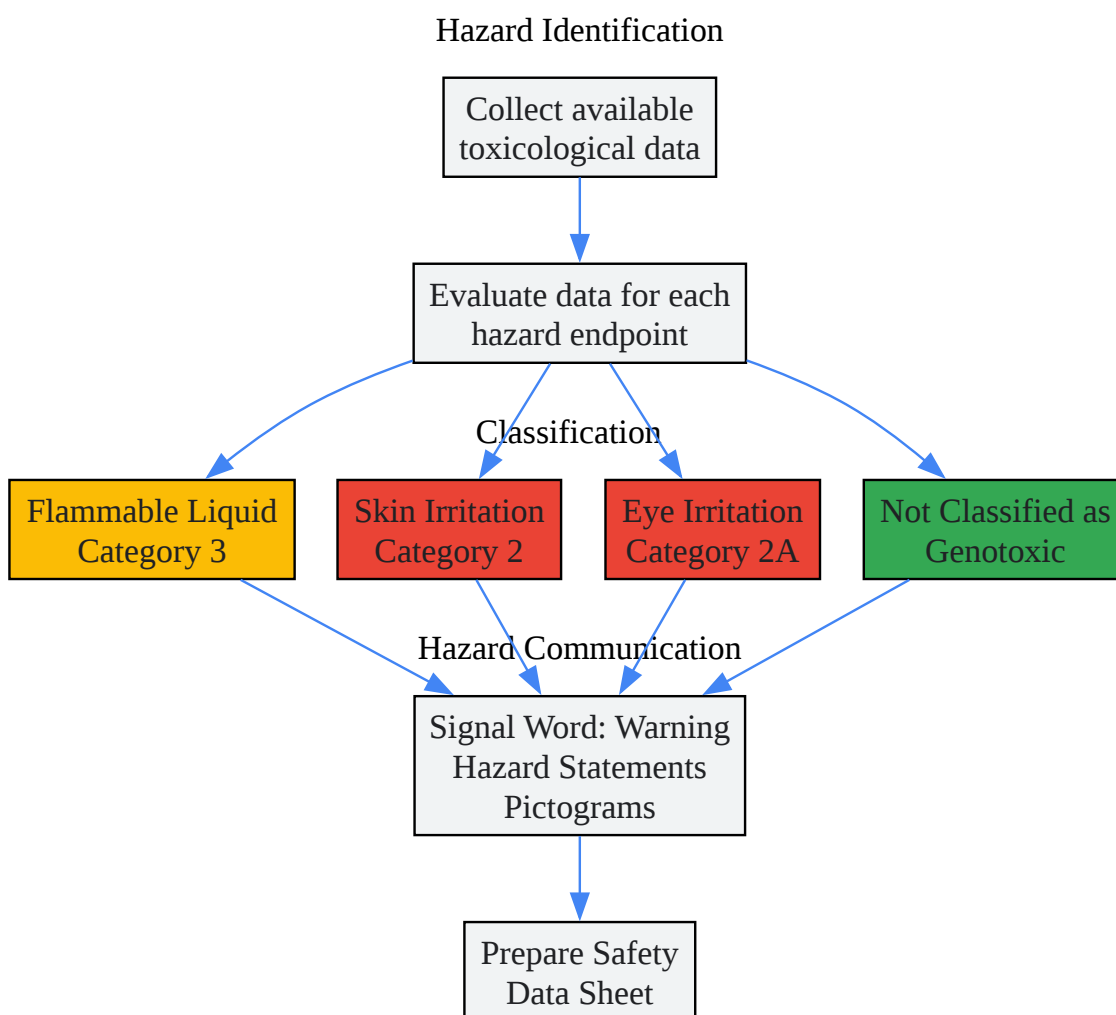 Hazard Identification
Collect available
toxicological data
Evaluate data for each
hazard endpoint
Classification
Flammable Liquid
Category 3
Skin Irritation
Category 2
Eye Irritation
Category 2A
Not Classified as
Genotoxic
Hazard Communication
Signal Word: Warning
Hazard Statements
Pictograms
Prepare Safety
Data Sheet